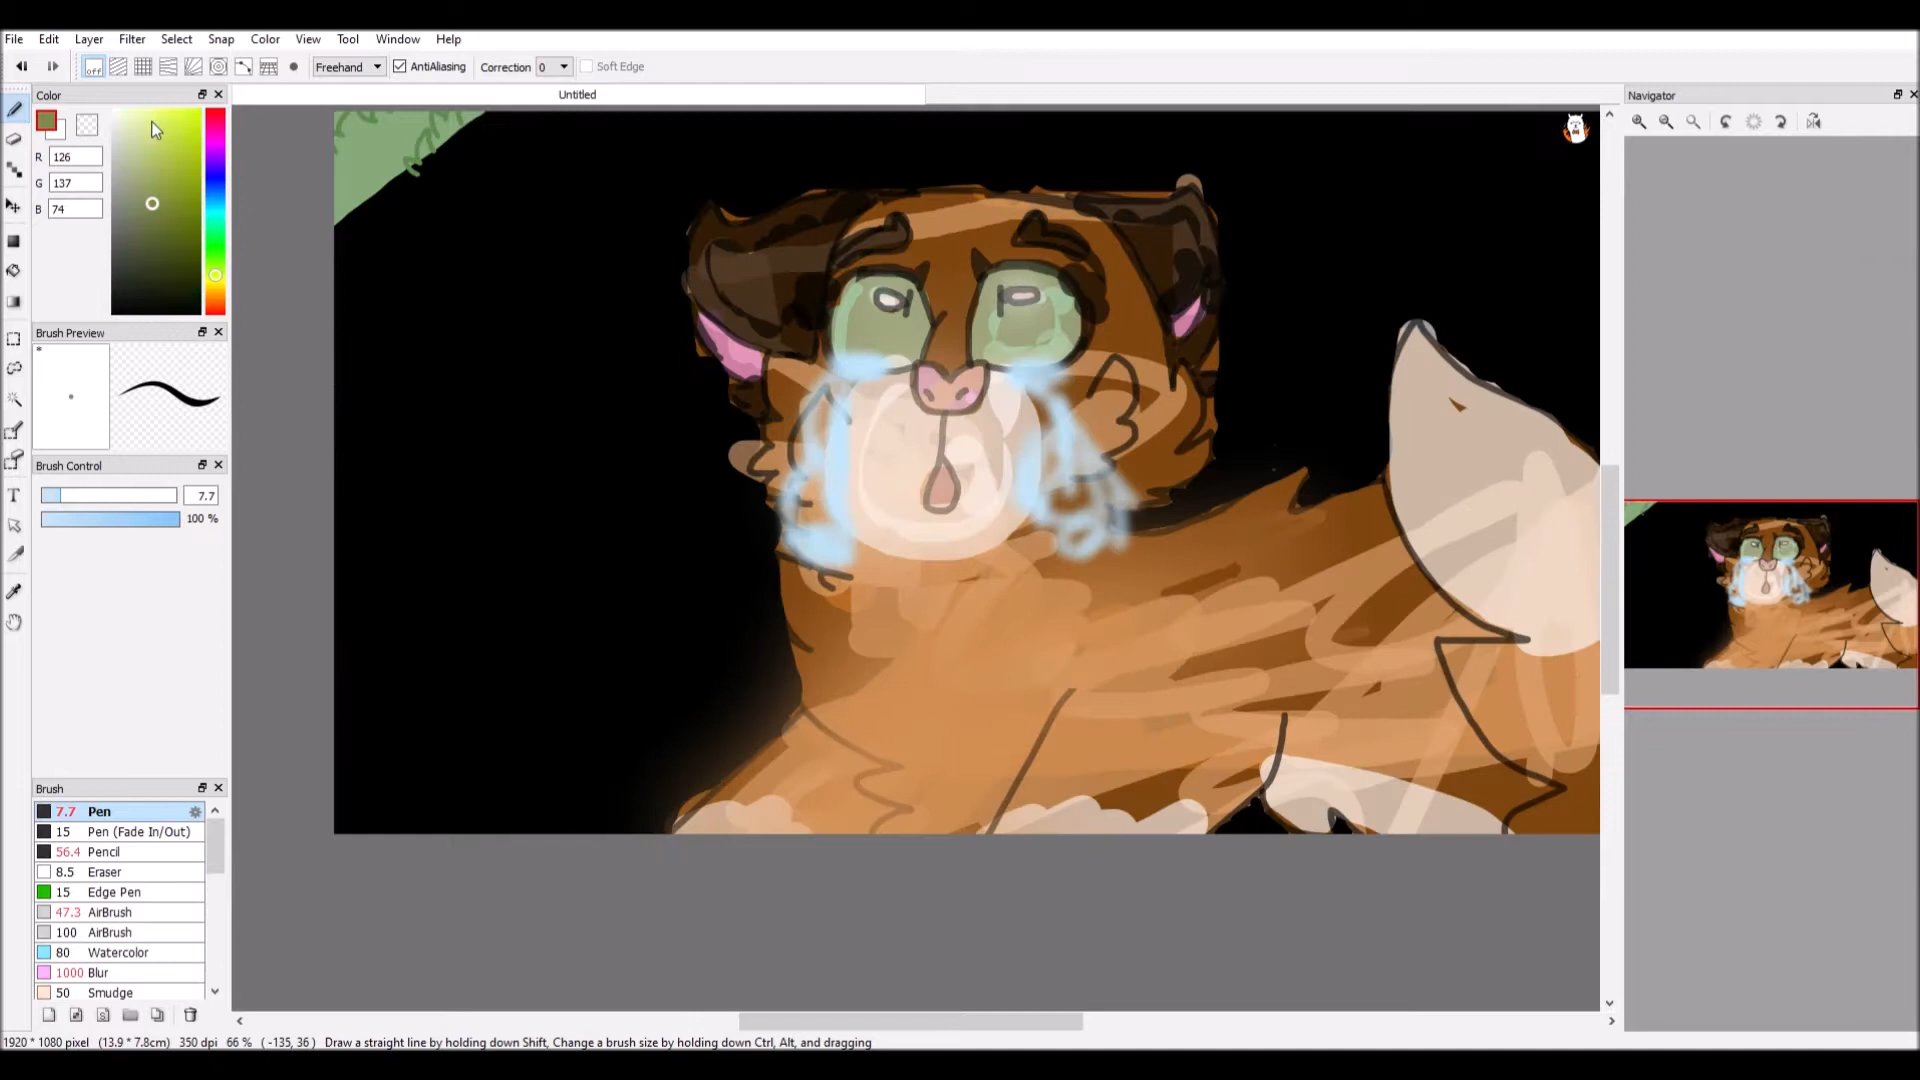 File Edit Layer Filter Select Snap Color View Tool Window Help
off Freehand AntiAliasing Correction 0 Soft Edge
Color
Untitled
Navigator
R 126
G 137
B 74
Brush Preview
*
Brush Control
7.7
100 %
Brush
7.7 Pen
15 Pen (Fade In/Out)
56.4 Pencil
8.5 Eraser
15 Edge Pen
47.3 AirBrush
100 AirBrush
80 Watercolor
1000 Blur
50 Smudge
1920 * 1080 pixel (13.9 * 7.8cm) 350 dpi 66 % ( -135, 36 ) Draw a straight line by holding down Shift, Change a brush size by holding down Ctrl, Alt, and dragging